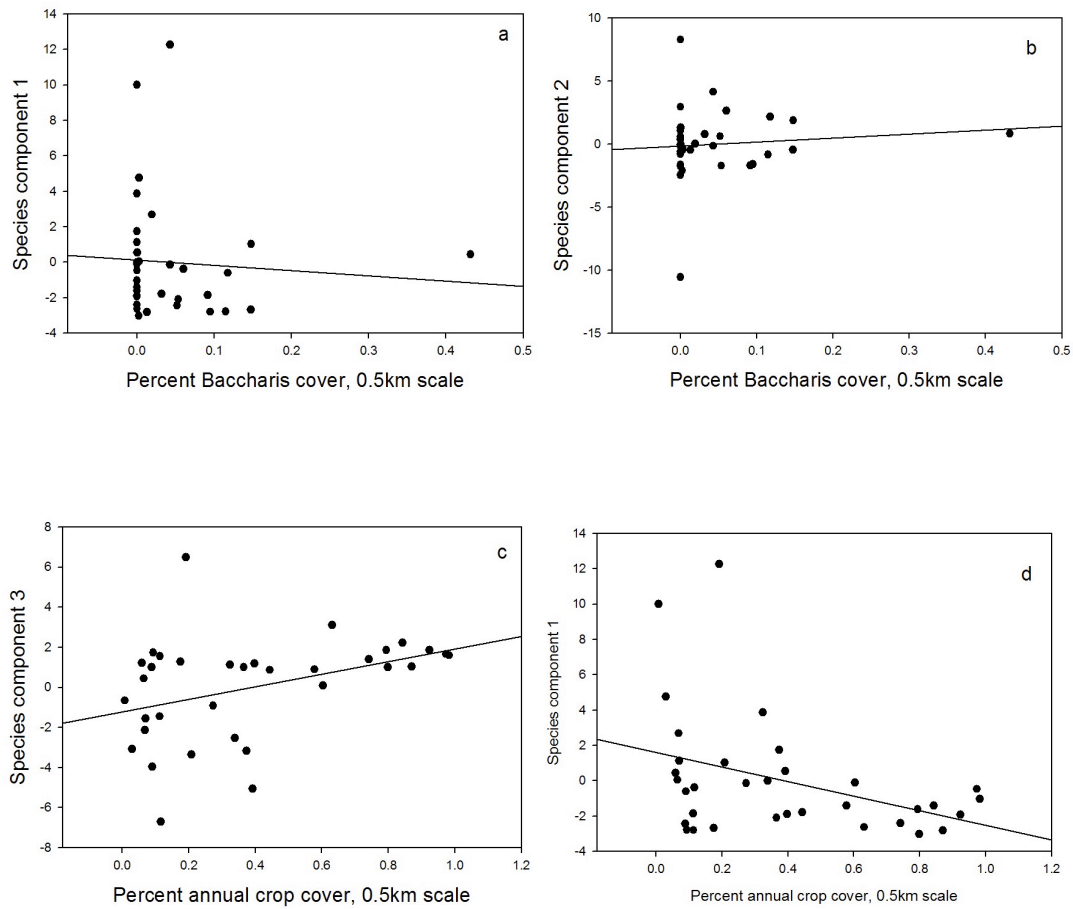 a
14
12
10
8
6
4
2
0
-2
-4
Species component 1
0.0 0.1 0.2 0.3 0.4 0.5
Percent Baccharis cover, 0.5km scale
b
10
5
0
-5
-10
-15
Species component 2
0.0 0.1 0.2 0.3 0.4 0.5
Percent Baccharis cover, 0.5km scale
c
8
6
4
2
0
-2
-4
-6
-8
Species component 3
0.0 0.2 0.4 0.6 0.8 1.0 1.2
Percent annual crop cover, 0.5km scale
d
14
12
10
8
6
4
2
0
-2
-4
Species component 1
0.0 0.2 0.4 0.6 0.8 1.0 1.2
Percent annual crop cover, 0.5km scale